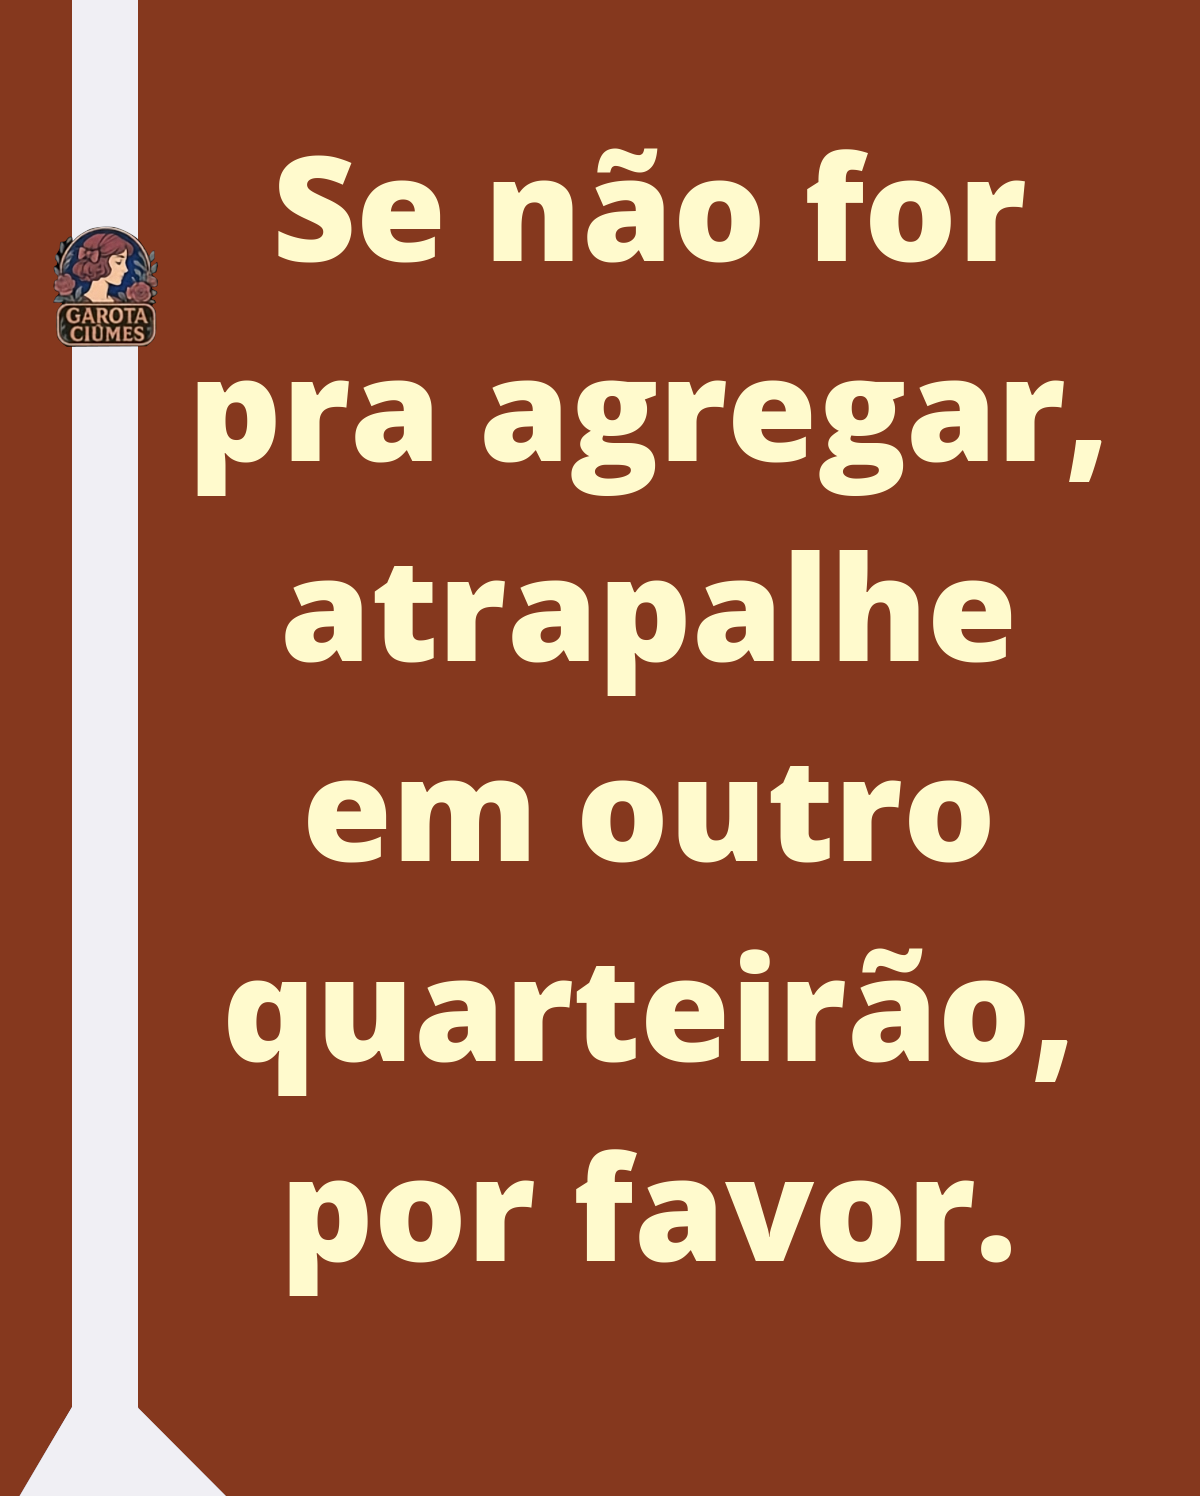 Se não for
pra agregar,
atrapalhe
em outro
quarteirão,
por favor.
GAROTA
CIÚMES